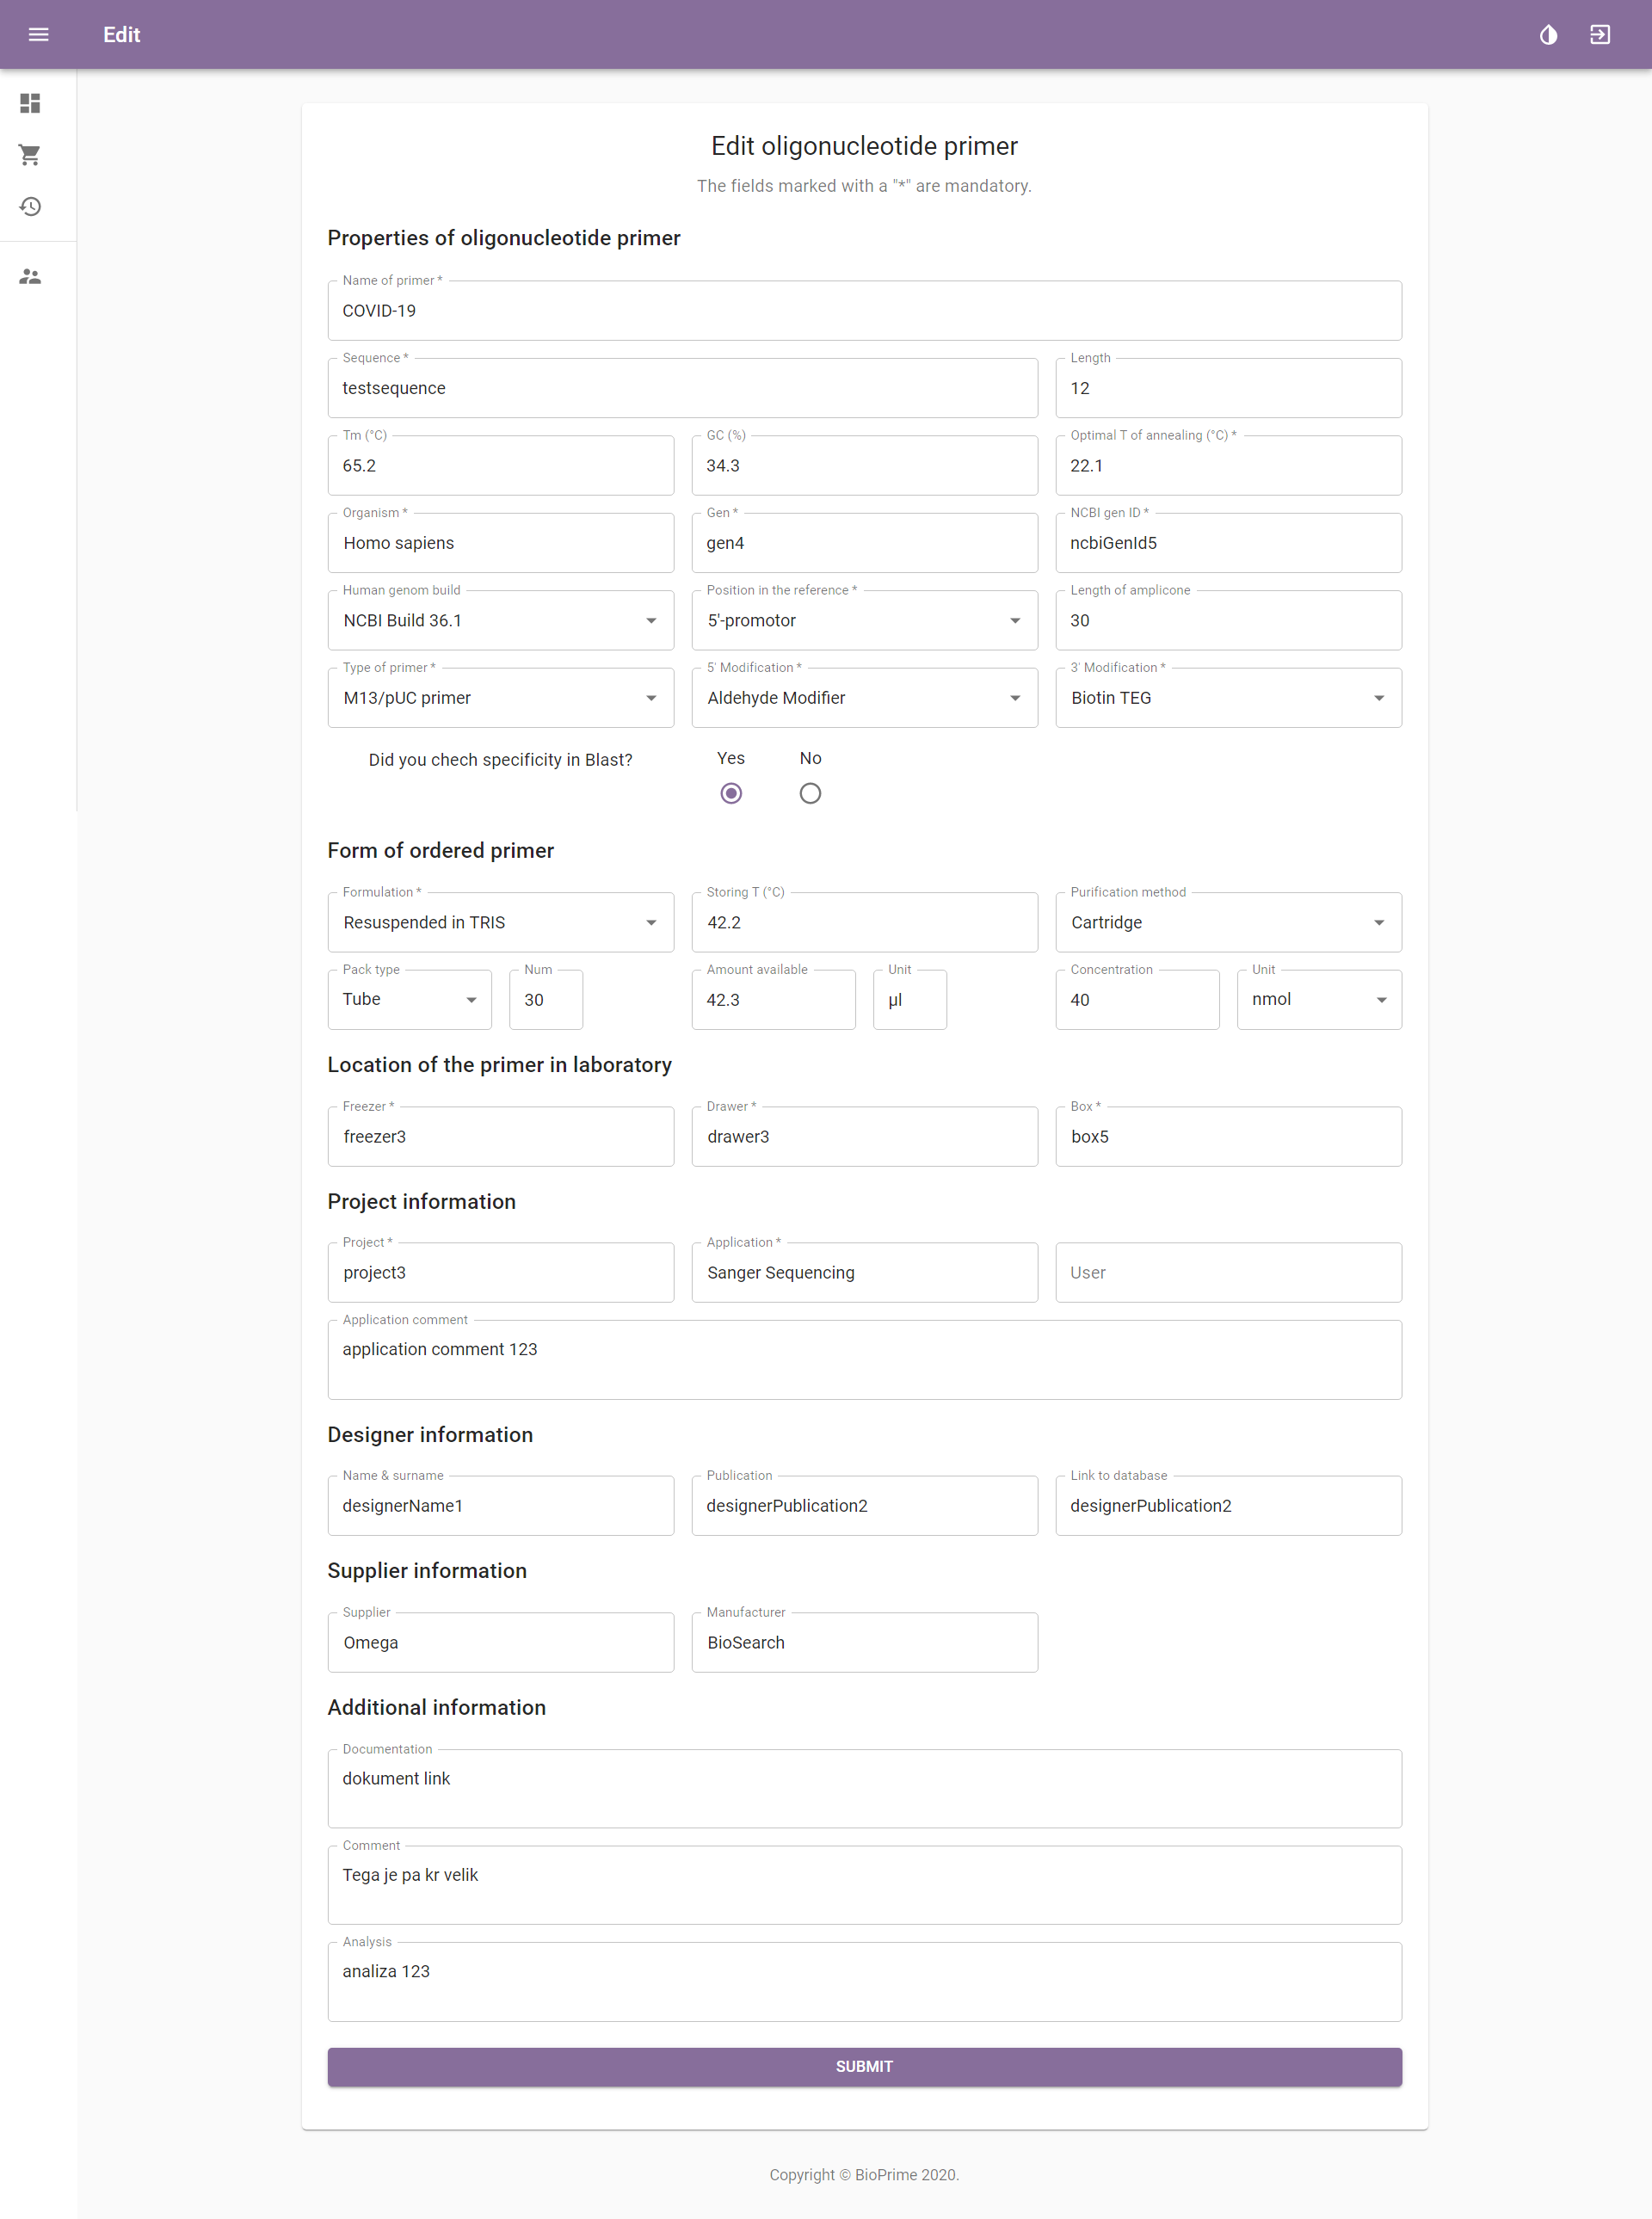 Edit
Edit oligonucleotide primer
The fields marked with a "*" are mandatory.
Properties of oligonucleotide primer
Name of primer *
COVID-19
Sequence *
testsequence
Length
12
Tm (°C)
65.2
GC (%)
34.3
Optimal T of annealing (°C) *
22.1
Organism *
Homo sapiens
Gen *
gen4
NCBI gen ID *
ncbiGenId5
Human genom build
NCBI Build 36.1
Position in the reference *
5'-promotor
Length of amplicone
30
Type of primer *
M13/pUC primer
5' Modification *
Aldehyde Modifier
3' Modification *
Biotin TEG
Did you chech specificity in Blast?
Yes
No
Form of ordered primer
Formulation *
Resuspended in TRIS
Storing T (°C)
42.2
Purification method
Cartridge
Pack type
Tube
Num
30
Amount available
42.3
Unit
µl
Concentration
40
Unit
nmol
Location of the primer in laboratory
Freezer *
freezer3
Drawer *
drawer3
Box *
box5
Project information
Project *
project3
Application *
Sanger Sequencing
User
Application comment
application comment 123
Designer information
Name & surname
designerName1
Publication
designerPublication2
Link to database
designerPublication2
Supplier information
Supplier
Omega
Manufacturer
BioSearch
Additional information
Documentation
dokument link
Comment
Tega je pa kr velik
Analysis
analiza 123
SUBMIT
Copyright © BioPrime 2020.